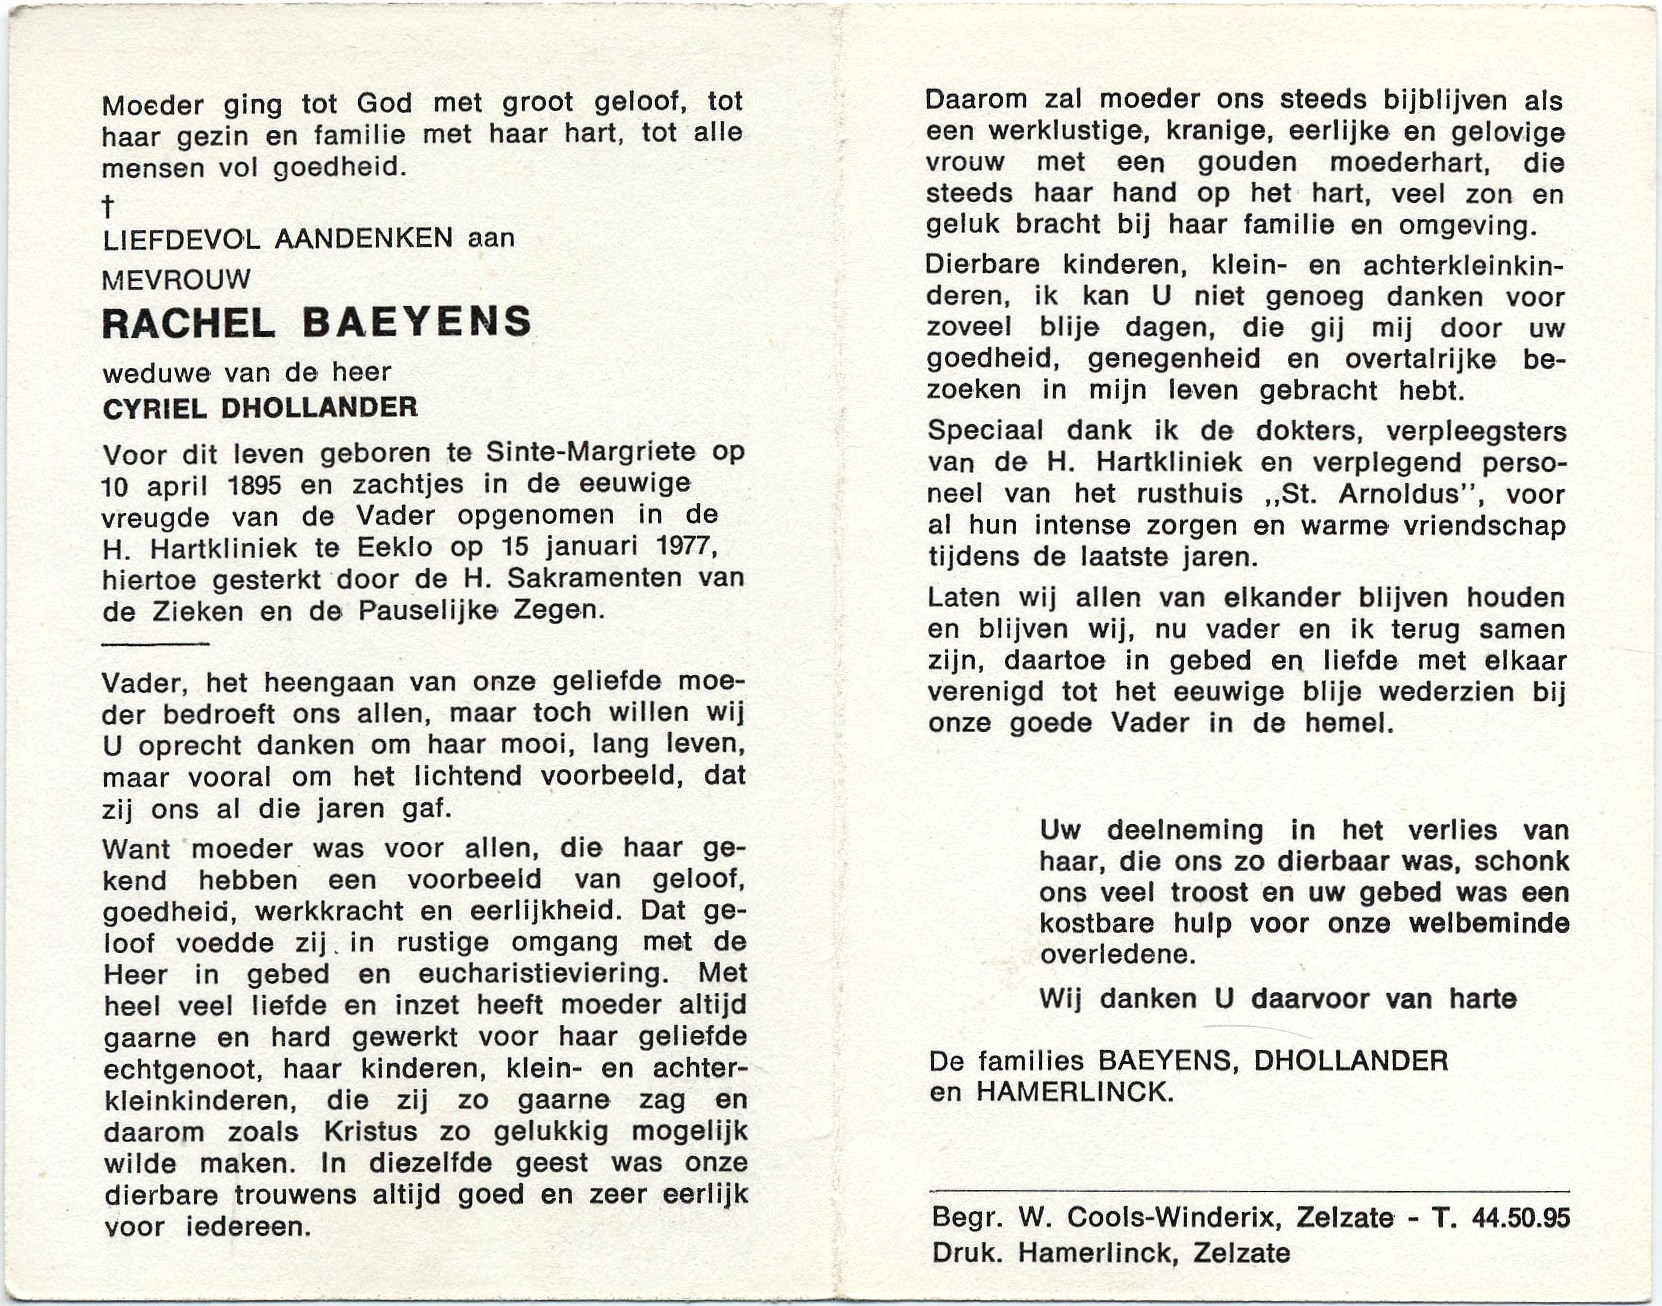 Moeder ging tot God met groot geloof, tot
haar gezin en familie met haar hart, tot alle
mensen vol goedheid.
†
LIEFDEVOL AANDENKEN aan
MEVROUW
RACHEL BAEYENS
weduwe van de heer
CYRIEL DHOLLANDER
Voor dit leven geboren te Sinte-Margriete op
10 april 1895 en zachtjes in de eeuwige
vreugde van de Vader opgenomen in de
H. Hartkliniek te Eeklo op 15 januari 1977,
hiertoe gesterkt door de H. Sakramenten van
de Zieken en de Pauselijke Zegen.
Vader, het heengaan van onze geliefde moe-
der bedroeft ons allen, maar toch willen wij
U oprecht danken om haar mooi, lang leven,
maar vooral om het lichtend voorbeeld, dat
zij ons al die jaren gaf.
Want moeder was voor allen, die haar ge-
kend hebben een voorbeeld van geloof,
goedheid, werkkracht en eerlijkheid. Dat ge-
loof voedde zij in rustige omgang met de
Heer in gebed en eucharistieviering. Met
heel veel liefde en inzet heeft moeder altijd
gaarne en hard gewerkt voor haar geliefde
echtgenoot, haar kinderen, klein- en achter-
kleinkinderen, die zij zo gaarne zag en
daarom zoals Kristus zo gelukkig mogelijk
wilde maken. In diezelfde geest was onze
dierbare trouwens altijd goed en zeer eerlijk
voor iedereen.
Daarom zal moeder ons steeds bijblijven als
een werklustige, kranige, eerlijke en gelovige
vrouw met een gouden moederhart, die
steeds haar hand op het hart, veel zon en
geluk bracht bij haar familie en omgeving.
Dierbare kinderen, klein- en achterkleinkin-
deren, ik kan U niet genoeg danken voor
zoveel blije dagen, die gij mij door uw
goedheid, genegenheid en overtalrijke be-
zoeken in mijn leven gebracht hebt.
Speciaal dank ik de dokters, verpleegsters
van de H. Hartkliniek en verplegend perso-
neel van het rusthuis „St. Arnoldus”, voor
al hun intense zorgen en warme vriendschap
tijdens de laatste jaren.
Laten wij allen van elkander blijven houden
en blijven wij, nu vader en ik terug samen
zijn, daartoe in gebed en liefde met elkaar
verenigd tot het eeuwige blije wederzien bij
onze goede Vader in de hemel.
Uw deelneming in het verlies van
haar, die ons zo dierbaar was, schonk
ons veel troost en uw gebed was een
kostbare hulp voor onze welbeminde
overledene.
Wij danken U daarvoor van harte
De families BAEYENS, DHOLLANDER
en HAMERLINCK.
Begr. W. Cools-Winderix, Zelzate - T. 44.50.95
Druk. Hamerlinck, Zelzate